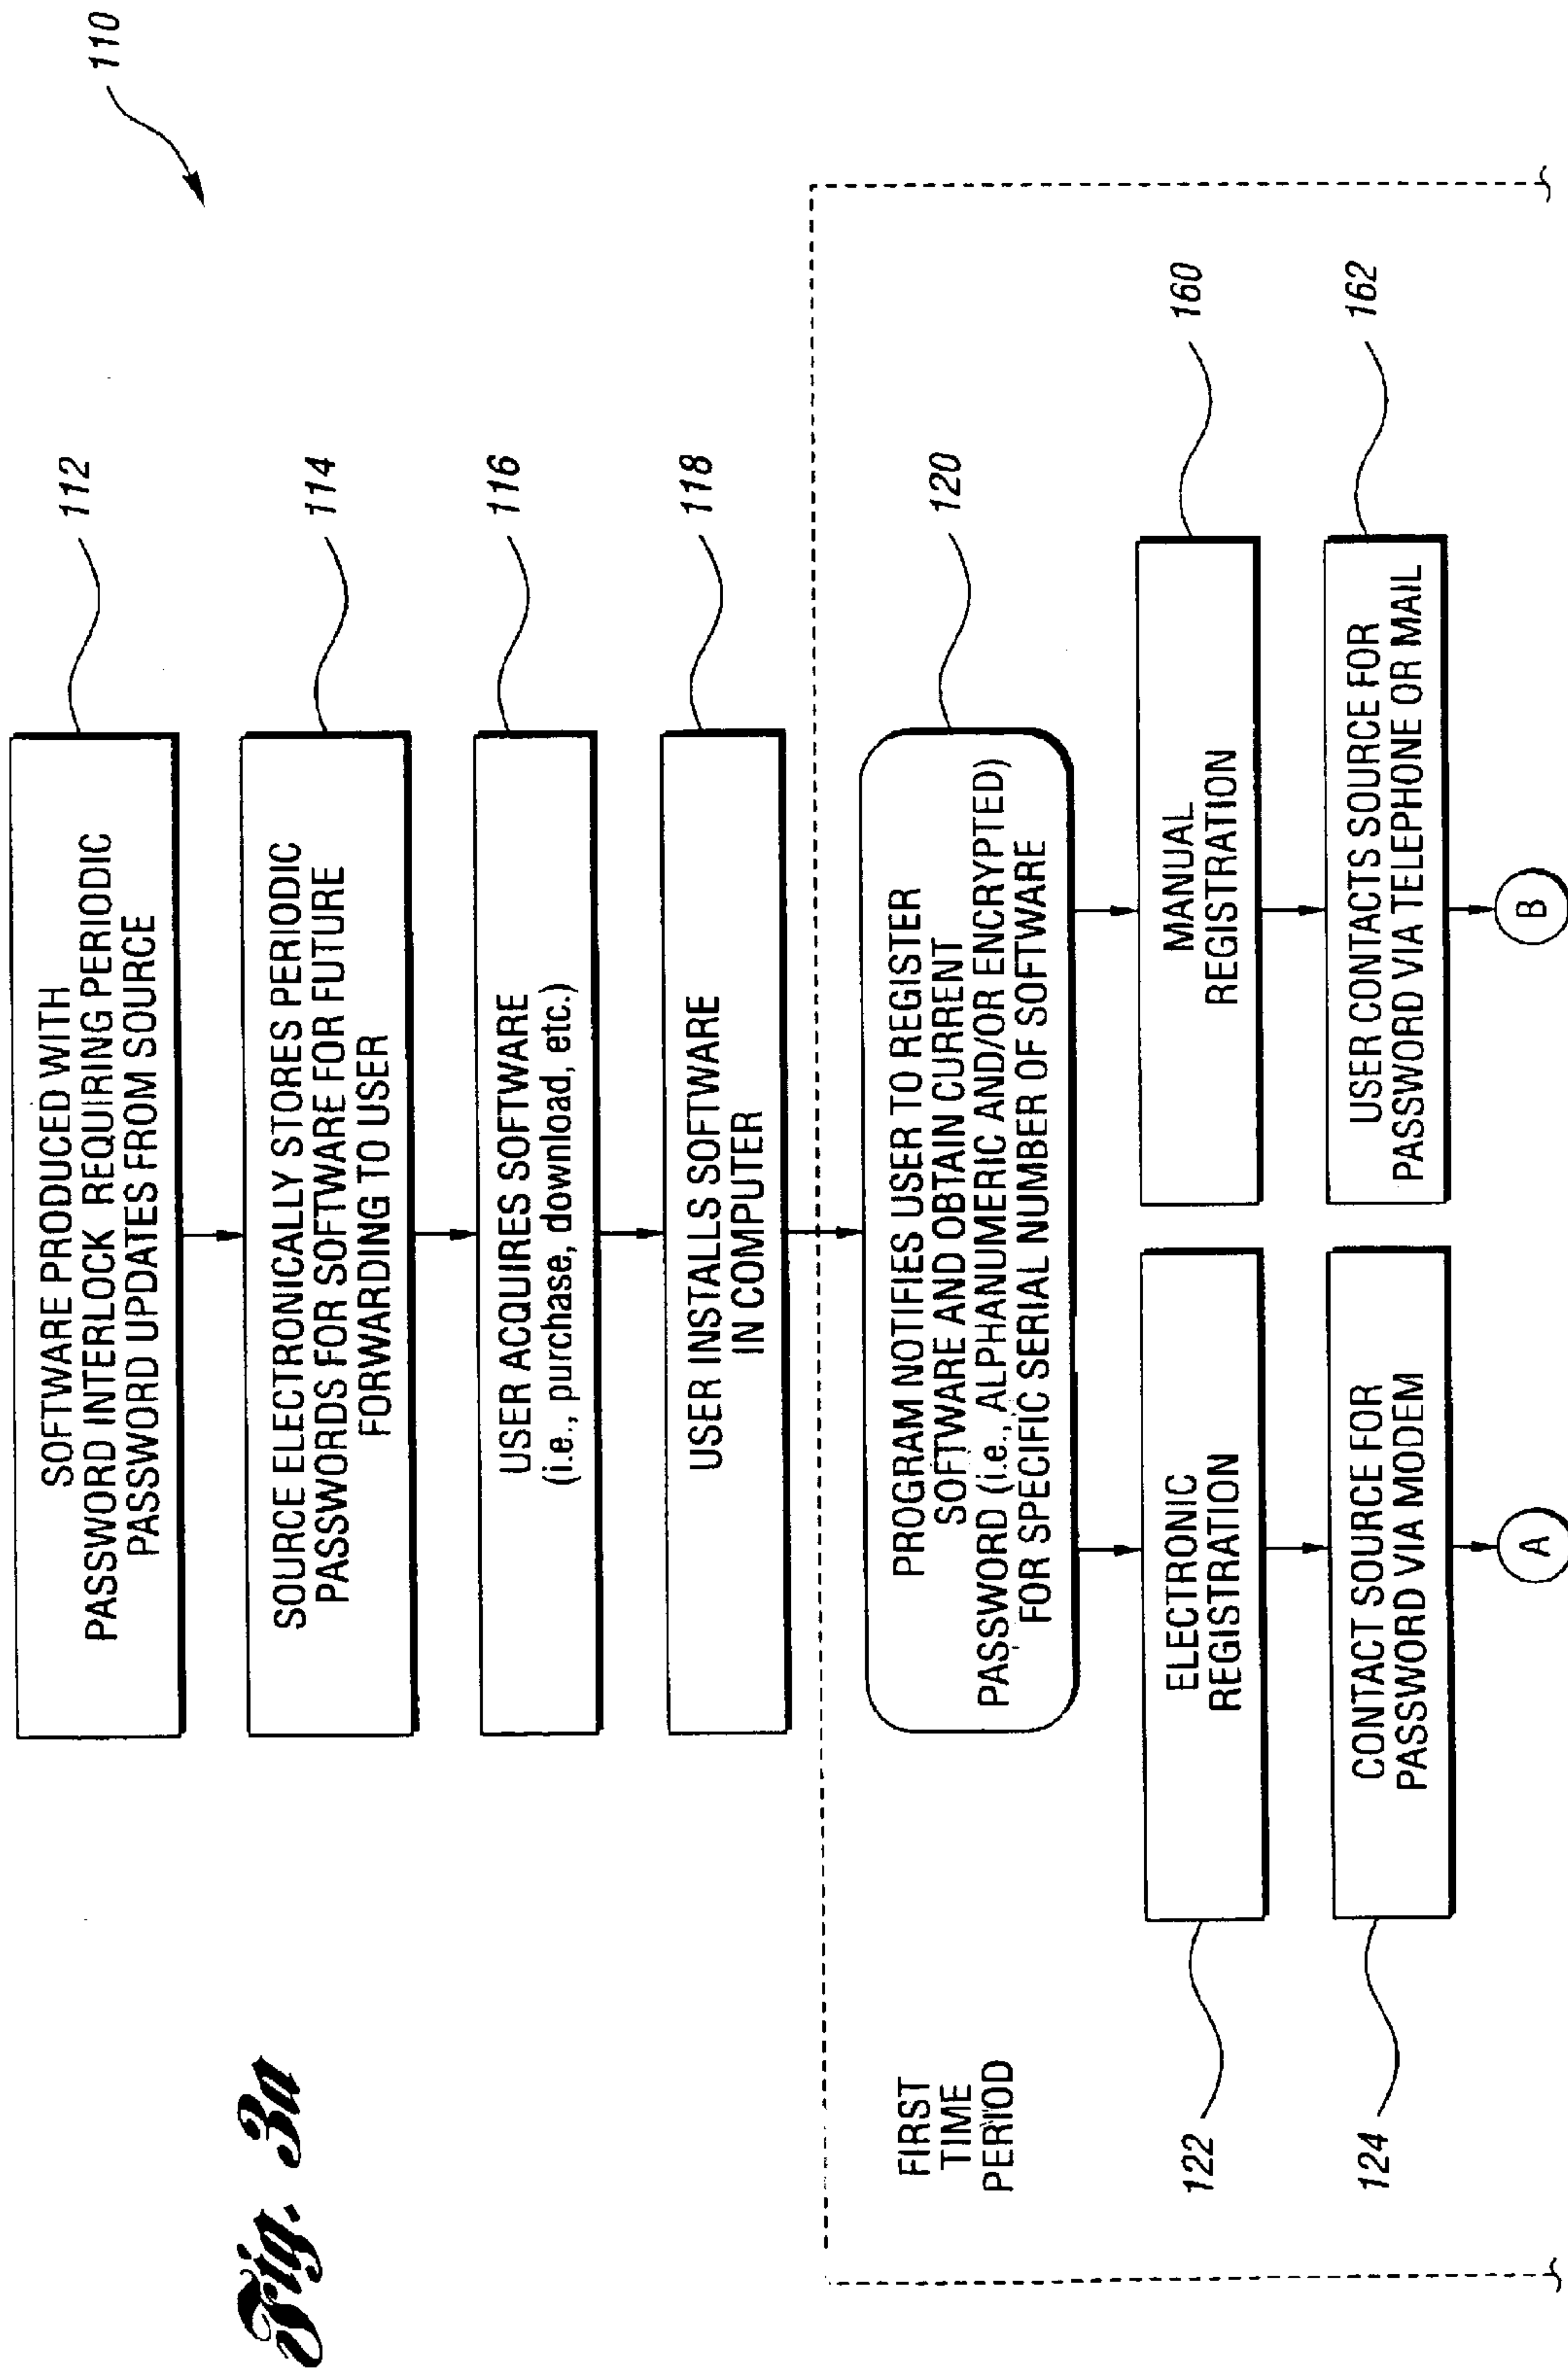 Fig. 3a
110
SOFTWARE PRODUCED WITH
PASSWORD INTERLOCK REQUIRING PERIODIC
PASSWORD UPDATES FROM SOURCE
112
SOURCE ELECTRONICALLY STORES PERIODIC
PASSWORDS FOR SOFTWARE FOR FUTURE
FORWARDING TO USER
114
USER ACQUIRES SOFTWARE
(i.e., purchase, download, etc.)
116
USER INSTALLS SOFTWARE
IN COMPUTER
118
FIRST
TIME
PERIOD
PROGRAM NOTIFIES USER TO REGISTER
SOFTWARE AND OBTAIN CURRENT
PASSWORD (i.e., ALPHANUMERIC AND/OR ENCRYPTED)
FOR SPECIFIC SERIAL NUMBER OF SOFTWARE
120
122
ELECTRONIC
REGISTRATION
MANUAL
REGISTRATION
160
124
CONTACT SOURCE FOR
PASSWORD VIA MODEM
USER CONTACTS SOURCE FOR
PASSWORD VIA TELEPHONE OR MAIL
162
A
B